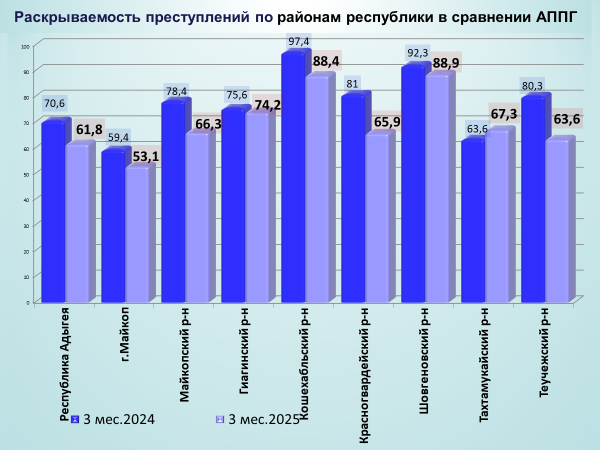 Раскрываемость преступлений по районам республики в сравнении АППГ
100
90
80
70
60
50
40
30
20
10
0
70,6
61,8
59,4
53,1
78,4
66,3
75,6
74,2
97,4
88,4
81
65,9
92,3
88,9
63,6
67,3
80,3
63,6
Республика Адыгея
г.Майкоп
Майкопский р-н
Гиагинский р-н
Кошехабльский р-н
Красногвардейский р-н
Шовгеновский р-н
Тахтамукайский р-н
Теучежский р-н
3 мес.2024
3 мес.2025